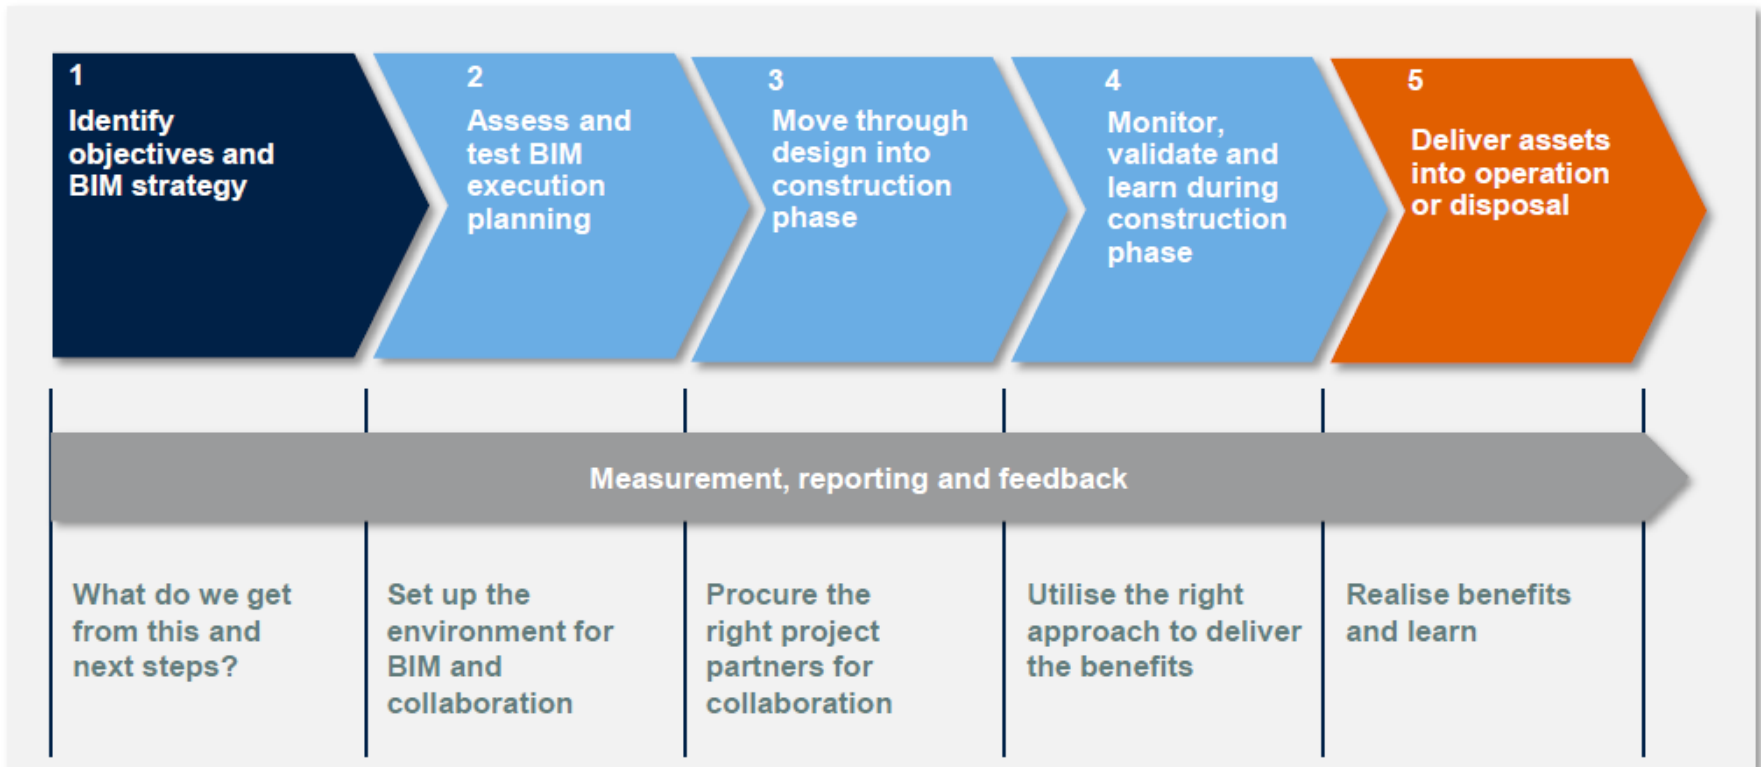 1
Identify
objectives and
BIM strategy
2
Assess and
test BIM
execution
planning
3
Move through
design into
construction
phase
4
Monitor,
validate and
learn during
construction
phase
5
Deliver assets
into operation
or disposal
Measurement, reporting and feedback
What do we get
from this and
next steps?
Set up the
environment for
BIM and
collaboration
Procure the
right project
partners for
collaboration
Utilise the right
approach to deliver
the benefits
Realise benefits
and learn